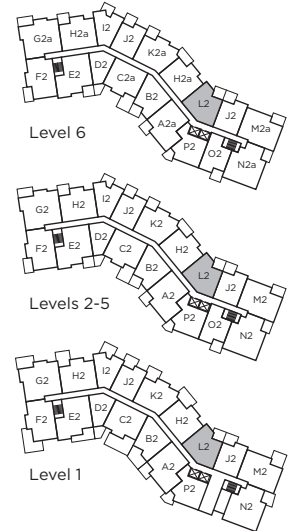 G2a H2a I2 J2 K2a H2a L2 J2 M2a
F2 E2 D2 C2a B2 A2a P2 O2 N2a
Level 6
G2 H2 I2 J2 K2 H2 L2 J2 M2
F2 E2 D2 C2 B2 A2 P2 O2 N2
Levels 2-5
G2 H2 I2 J2 K2 H2 L2 J2 M2
F2 E2 D2 C2 B2 A2 P2 N2
Level 1